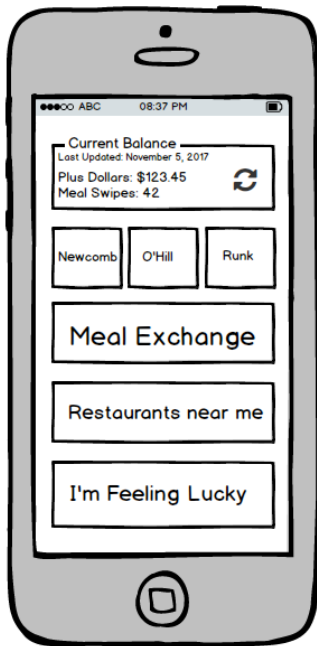 ABC 08:37 PM
Current Balance
Last Updated: November 5, 2017
Plus Dollars: $123.45
Meal Swipes: 42
Newcomb O'Hill Runk
Meal Exchange
Restaurants near me
I'm Feeling Lucky